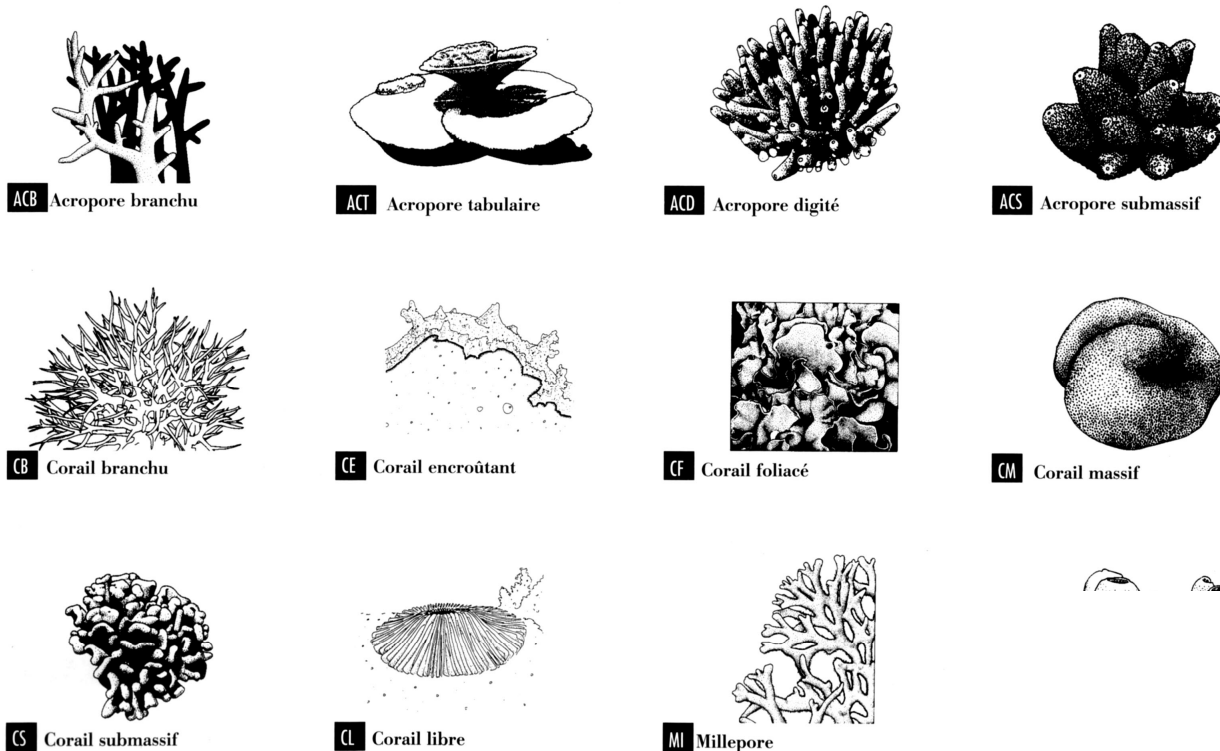 ACB Acropore branchu
ACT Acropore tabulaire
ACD Acropore digité
ACS Acropore submassif
CB Corail branchu
CE Corail encroûtant
CF Corail foliacé
CM Corail massif
CS Corail submassif
CL Corail libre
MI Millepore